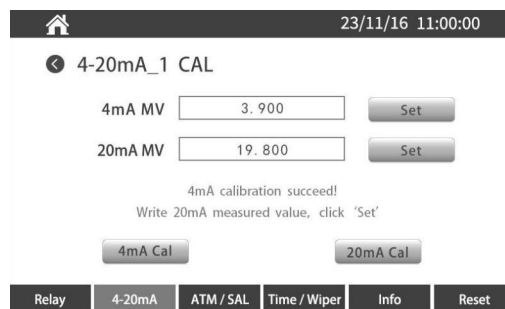 23/11/16 11:00:00
4-20mA_1 CAL
4mA MV 3.900 Set
20mA MV 19.800 Set
4mA calibration succeed!
Write 20mA measured value, click 'Set'
4mA Cal 20mA Cal
Relay 4-20mA ATM / SAL Time / Wiper Info Reset